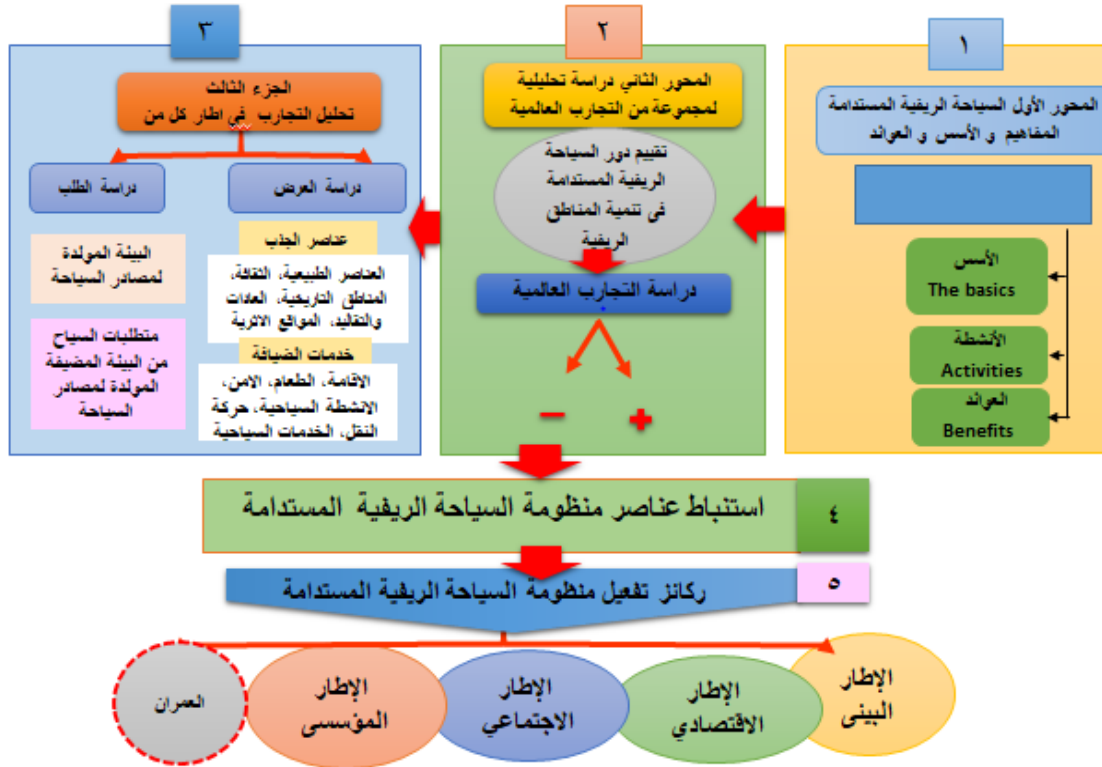 ١
المحور الأول السياحة الريفية المستدامة
المفاهيم و الأسس و العوائد
الأسس
The basics
الأنشطة
Activities
العوائد
Benefits
٢
المحور الثاني دراسة تحليلية
لمجموعة من التجارب العالمية
تقييم دور السياحة
الريفية المستدامة
فى تنمية المناطق
الريفية
دراسة التجارب العالمية
٣
الجزء الثالث
تحليل التجارب في اطار كل من
دراسة العرض
عناصر الجذب
العناصر الطبيعية، الثقافة،
المناطق التاريخية، العادات
والتقاليد، المواقع الاثرية
خدمات الضيافة
الاقامة، الطعام، الامن،
الانشطة السياحية، حركة
النقل، الخدمات السياحية
دراسة الطلب
البيئة المولدة
لمصادر السياحة
متطلبات السياح
من البيئة المضيفة
المولدة لمصادر
السياحة
٤
استنباط عناصر منظومة السياحة الريفية المستدامة
٥
ركائز تفعيل منظومة السياحة الريفية المستدامة
الإطار
البيئى
الإطار
الاقتصادي
الإطار
الاجتماعي
الإطار
المؤسسى
العمران